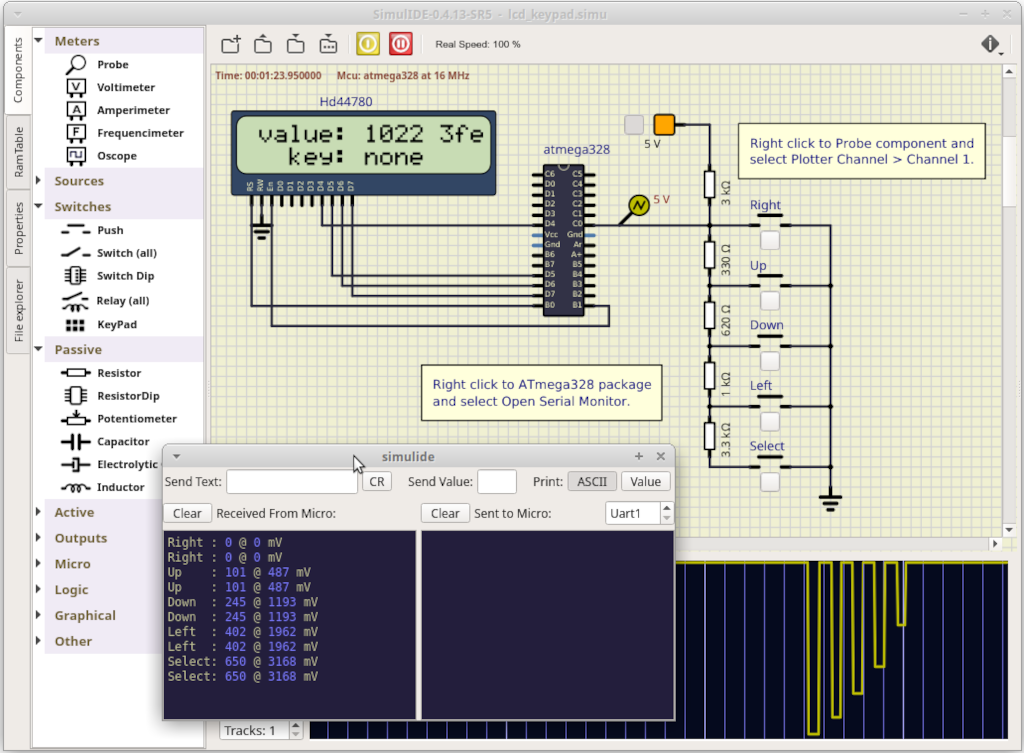 SimulIDE-0.4.13-SR5 - lcd_keypad.simu
Components
RamTable
Properties
File explorer
Meters
Probe
Voltimeter
Amperimeter
Frequencimeter
Oscope
Sources
Switches
Push
Switch (all)
Switch Dip
Relay (all)
KeyPad
Passive
Resistor
ResistorDip
Potentiometer
Capacitor
Electrolytic
Inductor
Active
Outputs
Micro
Logic
Graphical
Other
Real Speed: 100 %
Time: 00:01:23.950000 Mcu: atmega328 at 16 MHz
Hd44780
value: 1022 3fe
key: none
RS RW En D0 D1 D2 D3 D4 D5 D6 D7
atmega328
C6 C5
D0 C4
D1 C3
D2 C2
D3 C1
D4 C0
Vcc Gnd
Gnd Ar
B6 A+
B7 B5
D5 B4
D6 B3
D7 B2
B0 B1
5 V
5 V
3 kΩ
330 Ω
620 Ω
1 kΩ
3.3 kΩ
Right click to Probe component and
select Plotter Channel > Channel 1.
Right
Up
Down
Left
Select
Right click to ATmega328 package
and select Open Serial Monitor.
simulide
Send Text:
CR
Send Value:
Print:
ASCII
Value
Clear
Received From Micro:
Clear
Sent to Micro:
Uart1
Right : 0 @ 0 mV
Right : 0 @ 0 mV
Up : 101 @ 487 mV
Up : 101 @ 487 mV
Down : 245 @ 1193 mV
Down : 245 @ 1193 mV
Left : 402 @ 1962 mV
Left : 402 @ 1962 mV
Select: 650 @ 3168 mV
Select: 650 @ 3168 mV
Tracks: 1